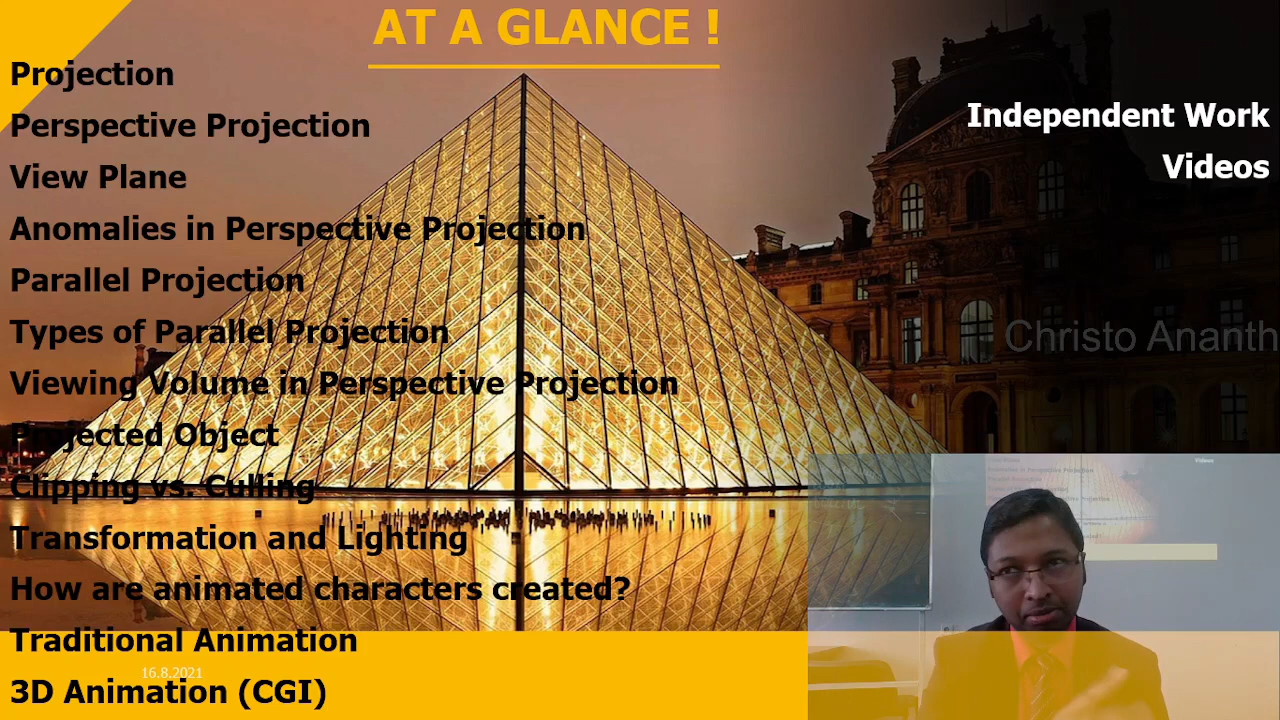 AT A GLANCE !
Projection
Perspective Projection
View Plane
Anomalies in Perspective Projection
Parallel Projection
Types of Parallel Projection
Viewing Volume in Perspective Projection
Projected Object
Clipping vs. Culling
Transformation and Lighting
How are animated characters created?
Traditional Animation
16.8.2021
3D Animation (CGI)
Independent Work
Videos
Christo Ananth
Videos